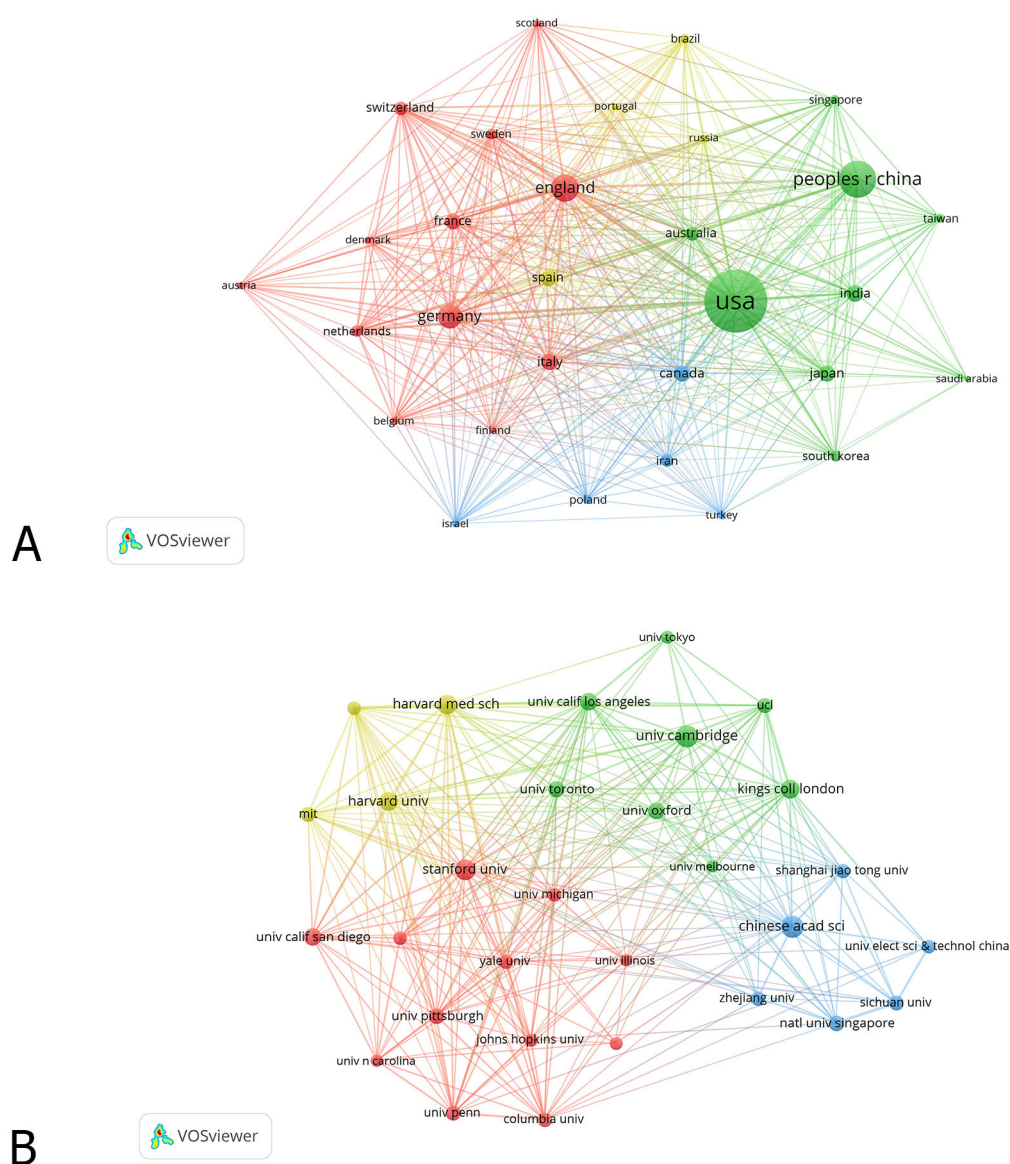 scotland
brazil
singapore
switzerland
portugal
sweden
russia
peoples r china
england
taiwan
france
australia
denmark
spain
austria
india
usa
germany
netherlands
italy
canada
japan
saudi arabia
belgium
finland
south korea
iran
poland
turkey
israel
A
VOSviewer
univ tokyo
harvard med sch
univ calif los angeles
ucl
univ cambridge
univ toronto
kings coll london
harvard univ
mit
univ oxford
stanford univ
univ melbourne
shanghai jiao tong univ
univ michigan
chinese acad sci
univ calif san diego
univ elect sci & technol china
yale univ
univ illinois
zhejiang univ
sichuan univ
univ pittsburgh
natl univ singapore
johns hopkins univ
univ n carolina
univ penn
columbia univ
B
VOSviewer